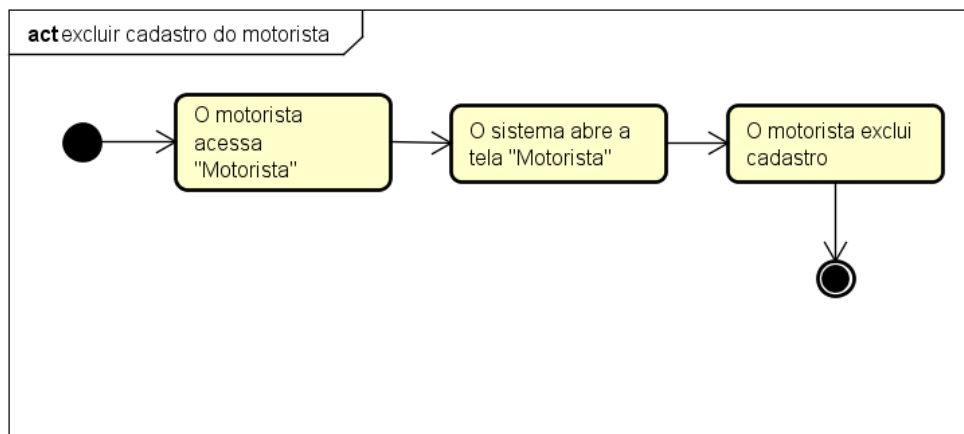 act excluir cadastro do motorista
O motorista
acessa
"Motorista"
O sistema abre a
tela "Motorista"
O motorista exclui
cadastro